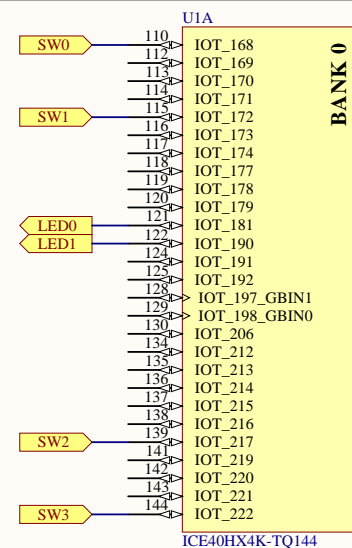 U1A
SW0 110 IOT_168
112 IOT_169
113 IOT_170
114 IOT_171
SW1 115 IOT_172
116 IOT_173
117 IOT_174
118 IOT_177
119 IOT_178
120 IOT_179
LED0 121 IOT_181
LED1 122 IOT_190
124 IOT_191
125 IOT_192
128 IOT_197_GBIN1
129 IOT_198_GBIN0
130 IOT_206
134 IOT_212
135 IOT_213
136 IOT_214
137 IOT_215
138 IOT_216
SW2 139 IOT_217
141 IOT_219
142 IOT_220
143 IOT_221
SW3 144 IOT_222
BANK 0
ICE40HX4K-TQ144